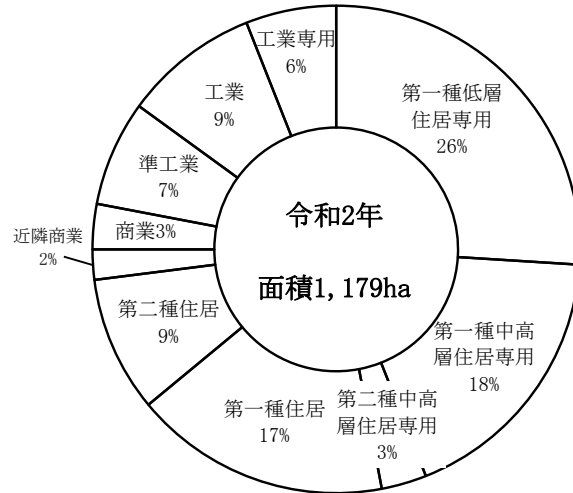 工業専用
6%
第一種低層
住居専用
26%
第一種中高
層住居専用
18%
第二種中高
層住居専用
3%
第一種住居
17%
第二種住居
9%
近隣商業
2%
商業3%
準工業
7%
工業
9%
令和2年
面積1,179ha